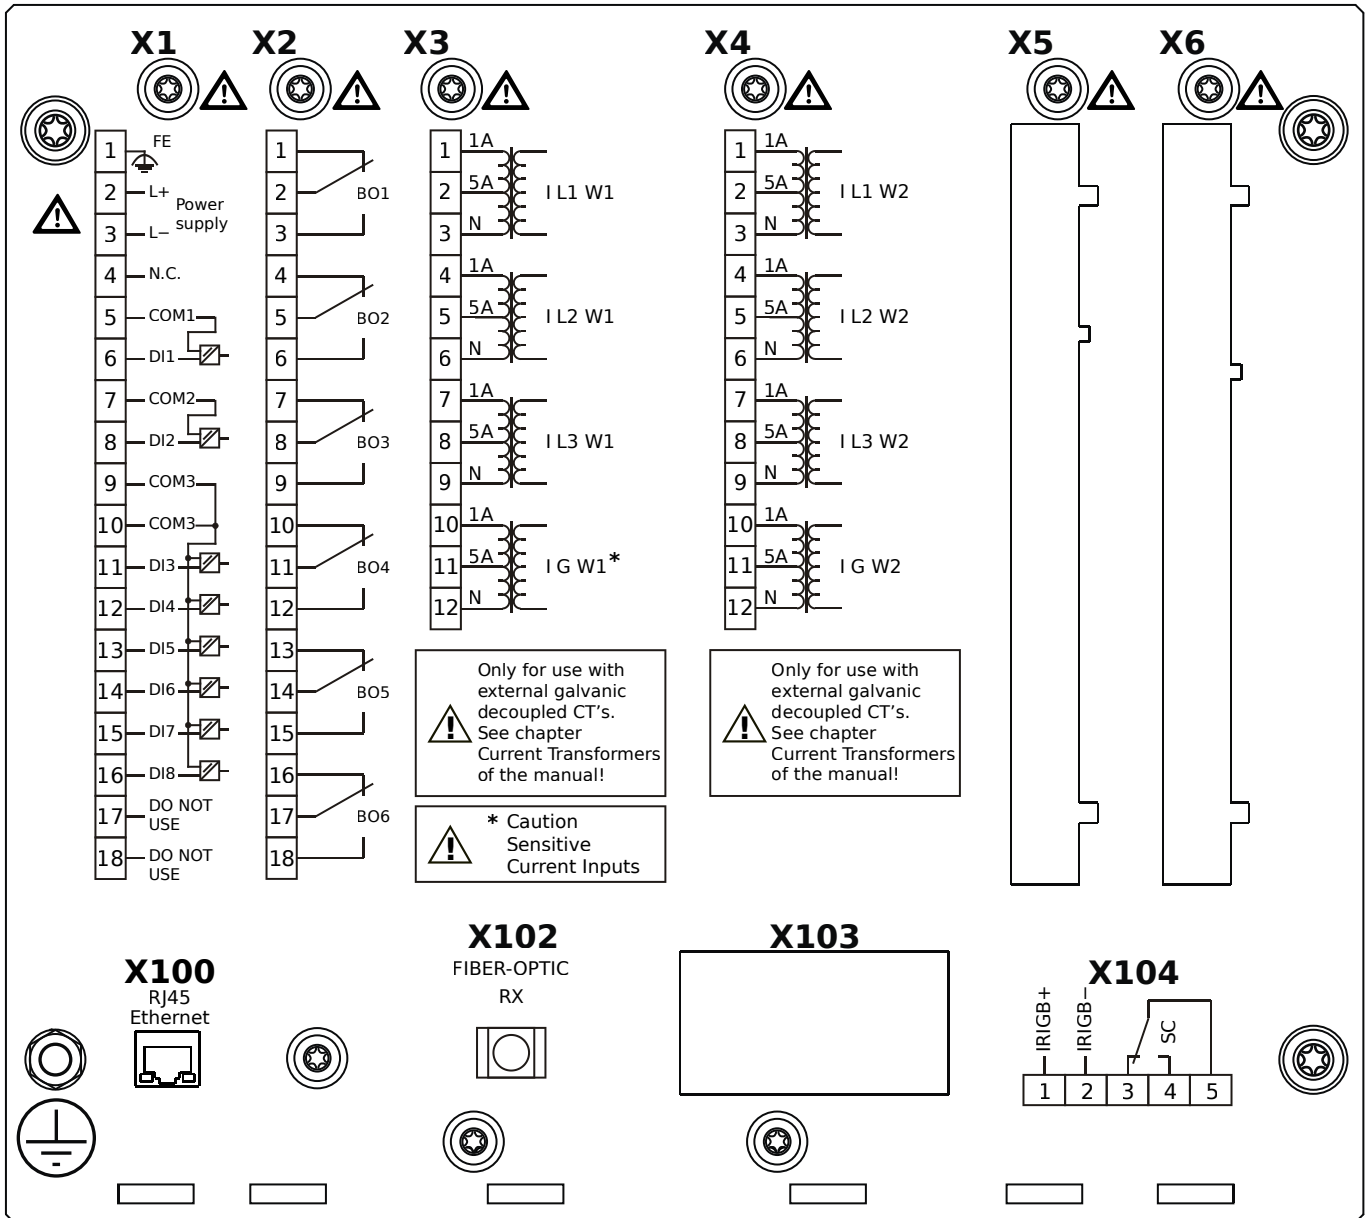 X1
X2
X3
X4
X5
X6
1 FE
2 L+
Power
supply
3 L−
4 N.C.
5 COM1
6 DI1
7 COM2
8 DI2
9 COM3
10 COM3
11 DI3
12 DI4
13 DI5
14 DI6
15 DI7
16 DI8
17 DO NOT
USE
18 DO NOT
USE
1
2 BO1
3
4
5 BO2
6
7
8 BO3
9
10
11 BO4
12
13
14 BO5
15
16
17 BO6
18
1 1A
2 5A I L1 W1
3 N
4 1A
5 5A I L2 W1
6 N
7 1A
8 5A I L3 W1
9 N
10 1A
11 5A I G W1*
12 N
Only for use with
external galvanic
decoupled CT's.
See chapter
Current Transformers
of the manual!
* Caution
Sensitive
Current Inputs
1 1A
2 5A I L1 W2
3 N
4 1A
5 5A I L2 W2
6 N
7 1A
8 5A I L3 W2
9 N
10 1A
11 5A I G W2
12 N
Only for use with
external galvanic
decoupled CT's.
See chapter
Current Transformers
of the manual!
X100
RJ45
Ethernet
X102
FIBER-OPTIC
RX
X103
X104
IRIGB+
IRIGB−
SC
1 2 3 4 5